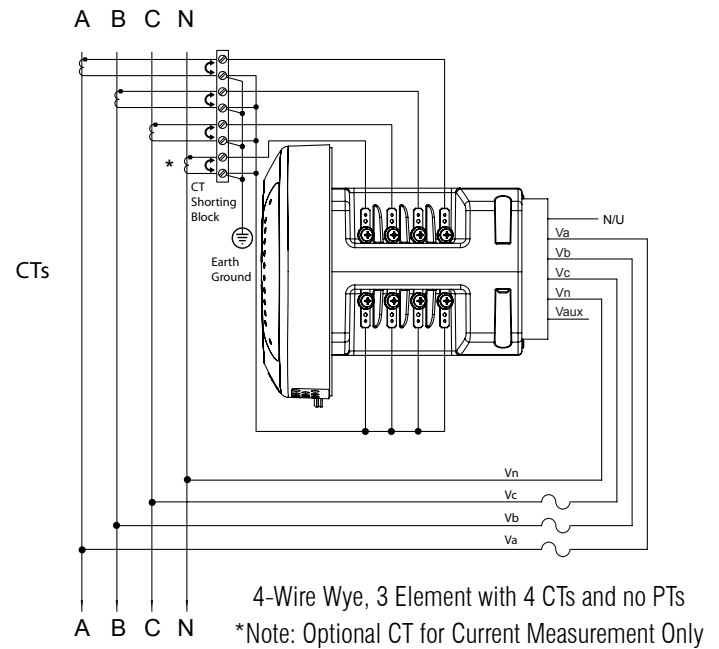 A B C N
*
CT
Shorting
Block
Earth
Ground
CTs
N/U
Va
Vb
Vc
Vn
Vaux
Vn
Vc
Vb
Va
4-Wire Wye, 3 Element with 4 CTs and no PTs
A B C N
*Note: Optional CT for Current Measurement Only